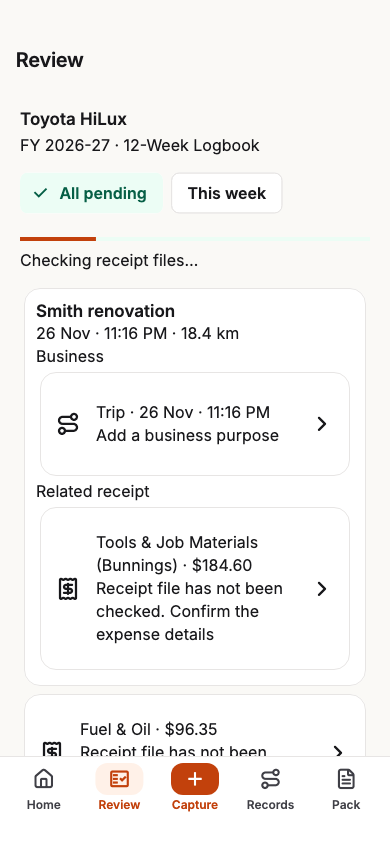 Review
Toyota HiLux
FY 2026-27 · 12-Week Logbook
All pending
This week
Checking receipt files...
Smith renovation
26 Nov · 11:16 PM · 18.4 km
Business
Trip · 26 Nov · 11:16 PM
Add a business purpose
Related receipt
Tools & Job Materials
(Bunnings) · $184.60
Receipt file has not been
checked. Confirm the
expense details
Fuel & Oil · $96.35
Receipt file has not been
Home
Review
Capture
Records
Pack